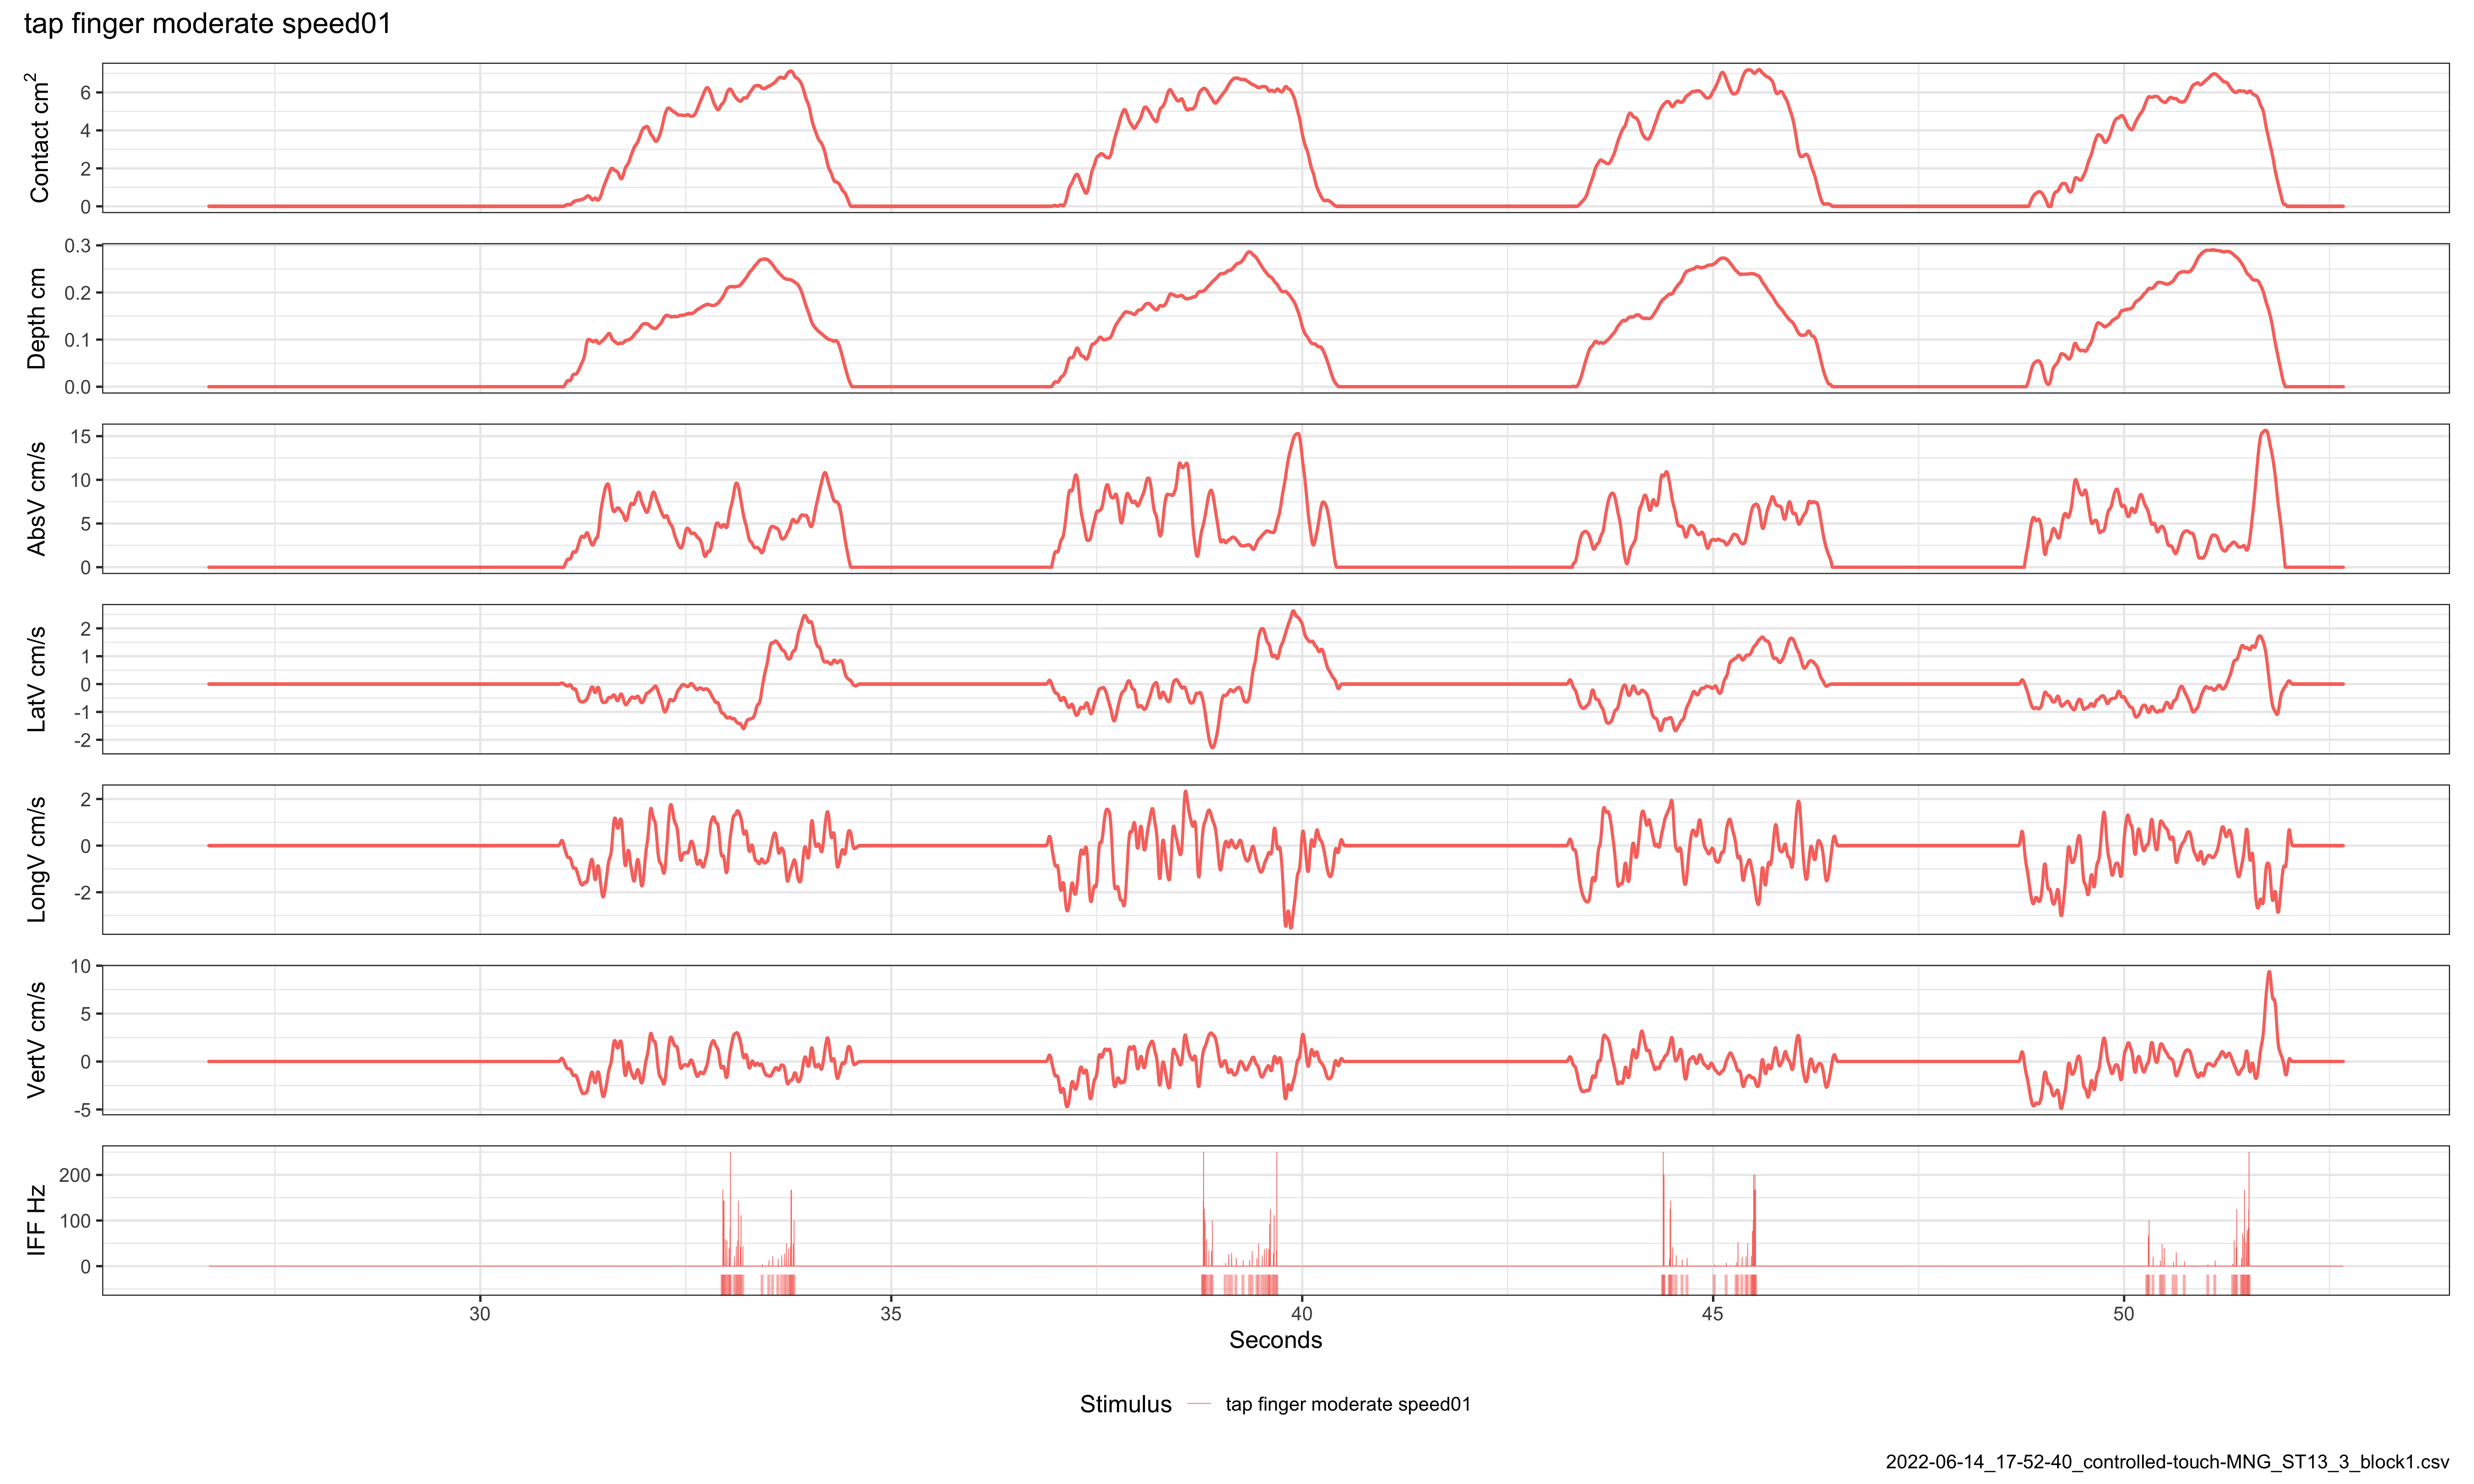 tap finger moderate speed01
Contact cm²
6
4
2
0
Depth cm
0.3
0.2
0.1
0.0
AbsV cm/s
15
10
5
0
LatV cm/s
2
1
0
-1
-2
LongV cm/s
2
0
-2
VertV cm/s
10
5
0
-5
IFF Hz
200
100
0
30 35 40 45 50
Seconds
Stimulus tap finger moderate speed01
2022-06-14_17-52-40_controlled-touch-MNG_ST13_3_block1.csv